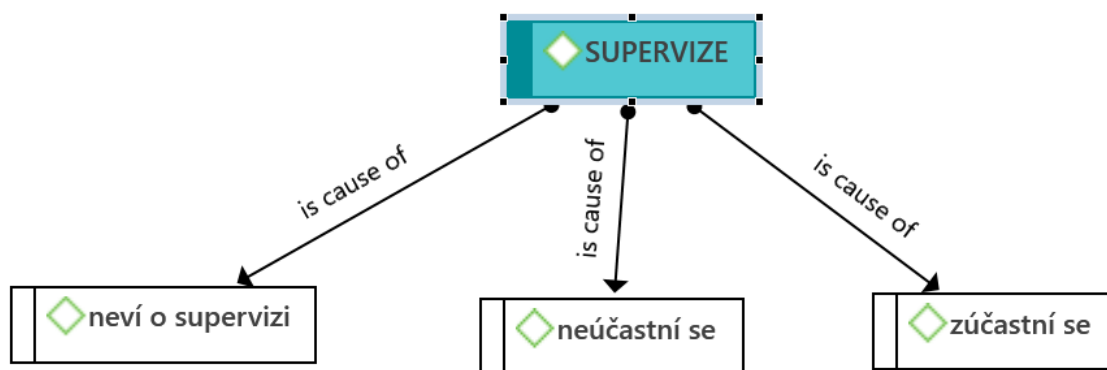 SUPERVIZE
is cause of
is cause of
is cause of
neví o supervizi
neúčastní se
zúčastní se